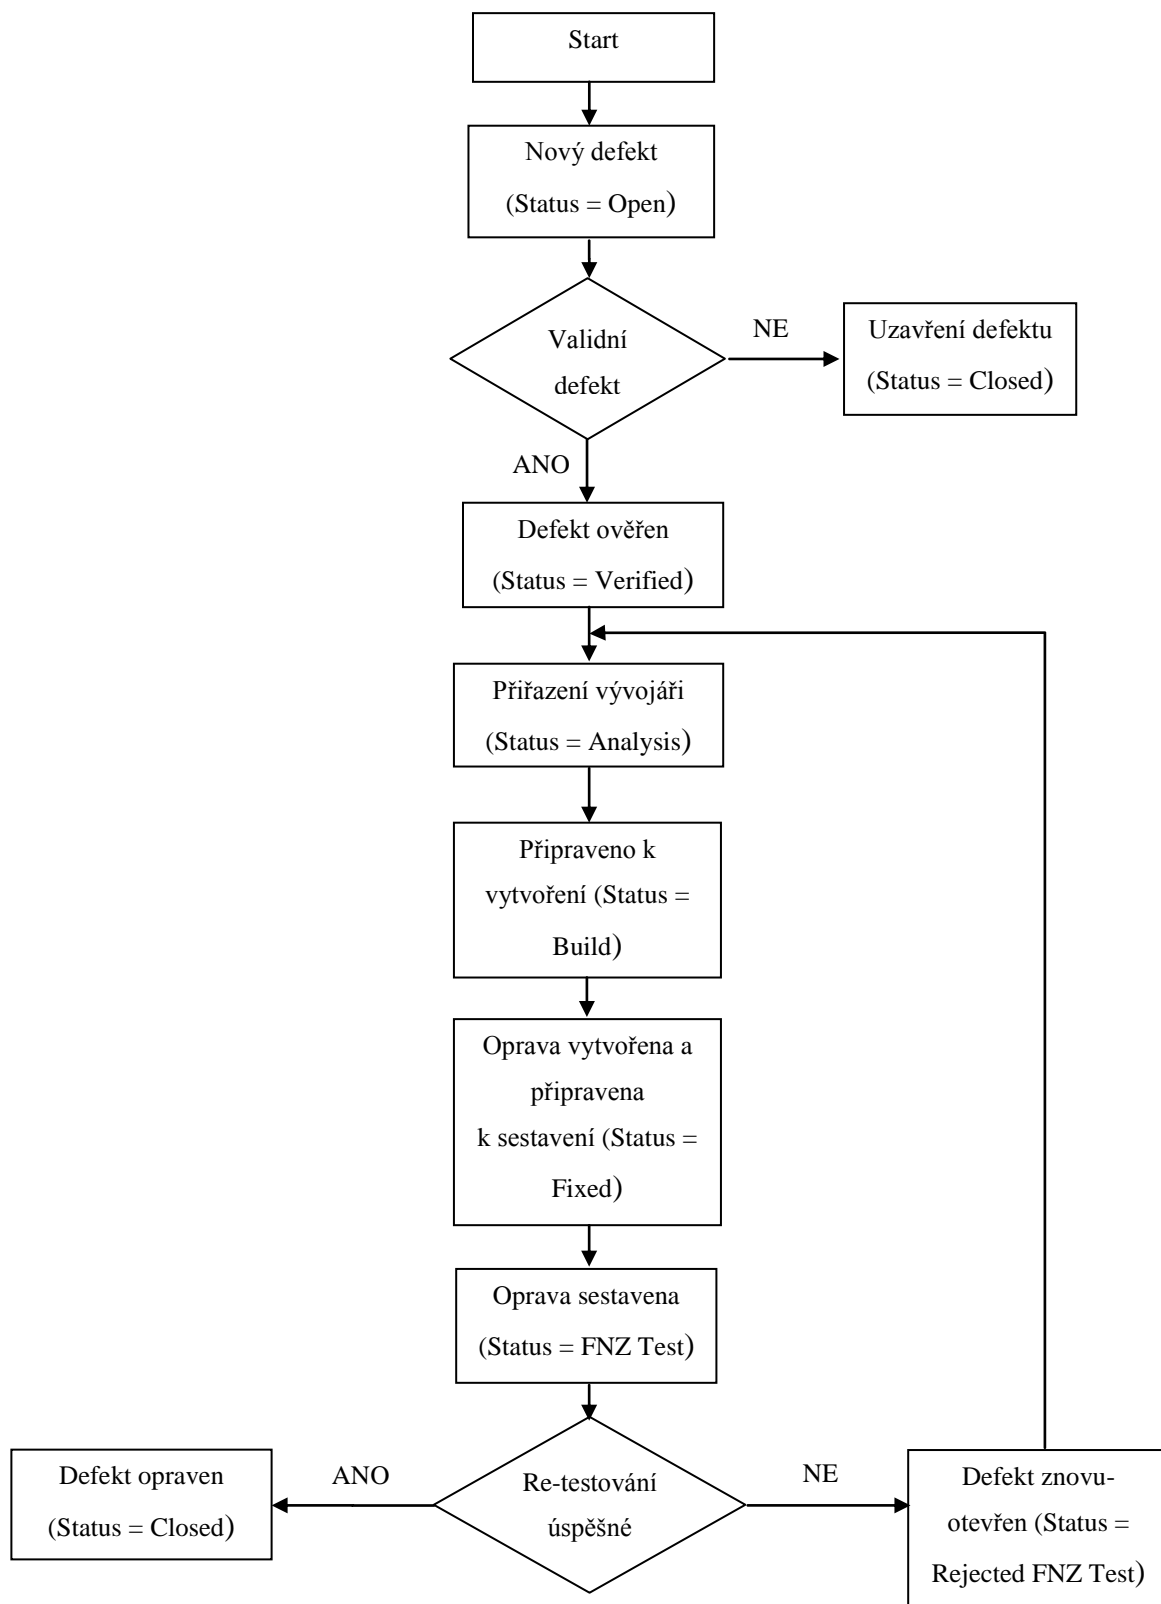 Start
Nový defekt
(Status = Open)
Validní
defekt
NE
Uzavření defektu
(Status = Closed)
ANO
Defekt ověřen
(Status = Verified)
Přiřazení vývojáři
(Status = Analysis)
Připraveno k
vytvoření (Status =
Build)
Oprava vytvořena a
připravena
k sestavení (Status =
Fixed)
Oprava sestavena
(Status = FNZ Test)
Re-testování
úspěšné
ANO
Defekt opraven
(Status = Closed)
NE
Defekt znovu-
otevřen (Status =
Rejected FNZ Test)